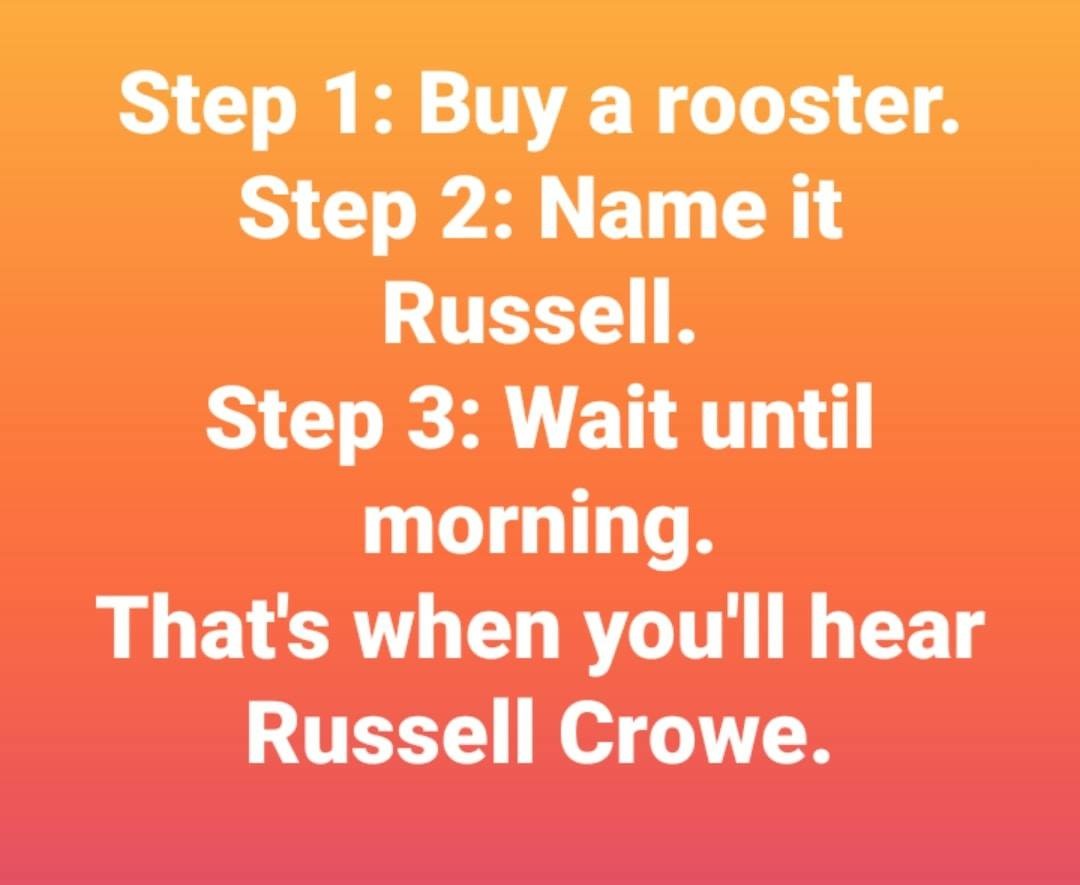 Step 1: Buy a rooster.
Step 2: Name it
Russell.
Step 3: Wait until
morning.
That's when you'll hear
Russell Crowe.